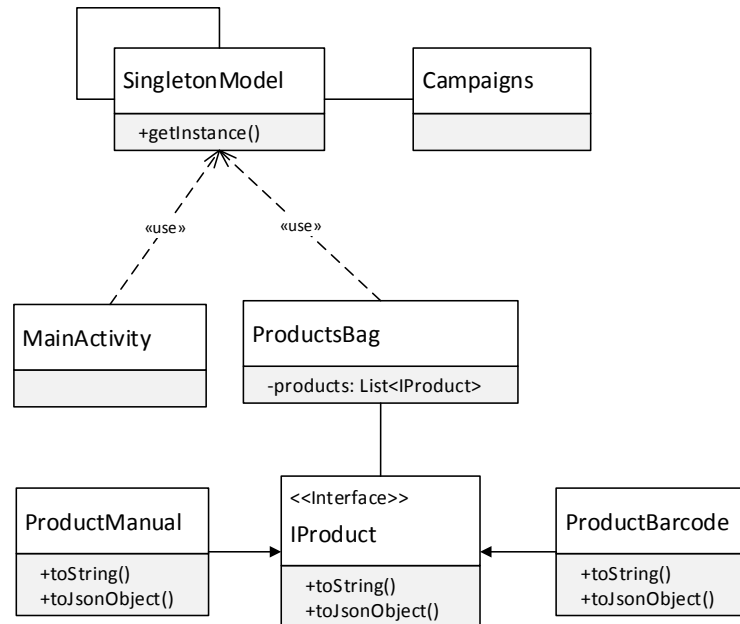 SingletonModel
+getInstance()
Campaigns
«use»
«use»
MainActivity
ProductsBag
-products: List<IProduct>
ProductManual
+toString()
+toJsonObject()
<<Interface>>
IProduct
+toString()
+toJsonObject()
ProductBarcode
+toString()
+toJsonObject()